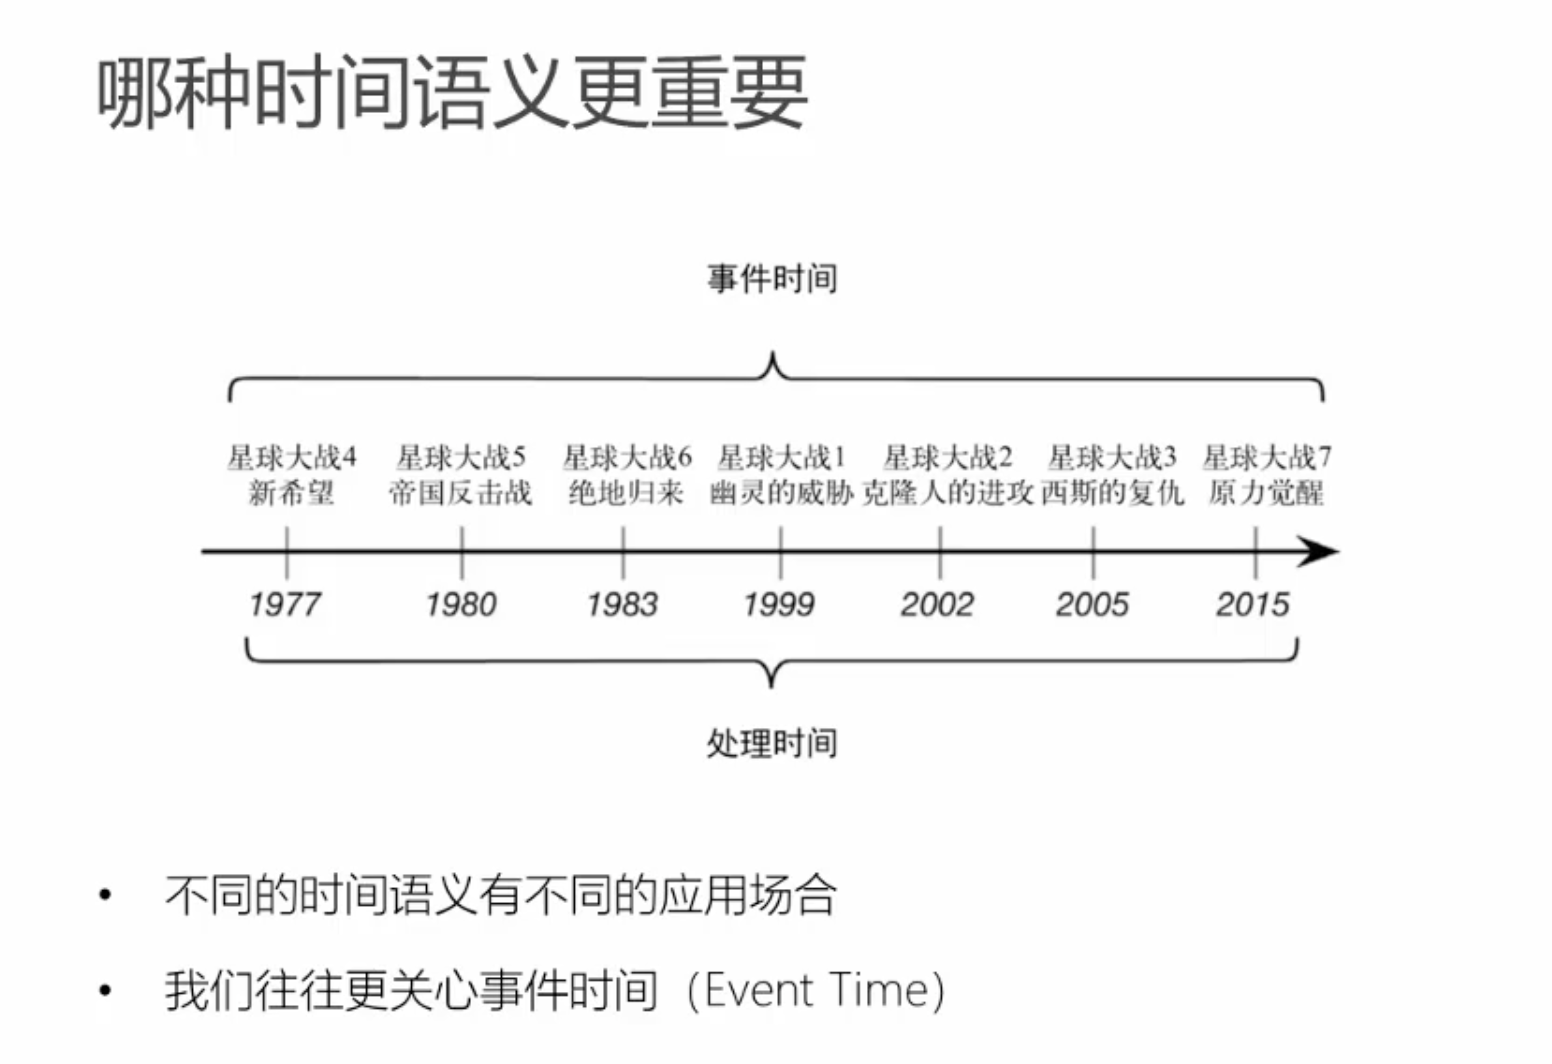 哪种时间语义更重要
事件时间
星球大战4 星球大战5 星球大战6 星球大战1 星球大战2 星球大战3 星球大战7
新希望 帝国反击战 绝地归来 幽灵的威胁 克隆人的进攻 西斯的复仇 原力觉醒
1977 1980 1983 1999 2002 2005 2015
处理时间
• 不同的时间语义有不同的应用场合
• 我们往往更关心事件时间（Event Time）